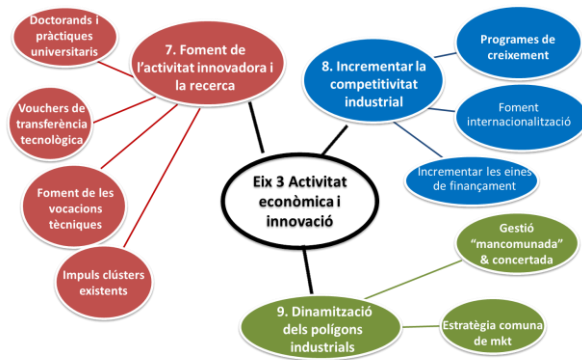 Doctorands i
pràctiques
universitaris
7. Foment de
l'activitat innovadora i
la recerca
Vouchers de
transferència
tecnològica
Foment de les
vocacions
tècniques
Impuls clústers
existents
8. Incrementar la
competitivitat
industrial
Programes de
creixement
Foment
internacionalització
Incrementar les eines
de finançament
Eix 3 Activitat
econòmica i
innovació
Gestió
“mancomunada”
& concertada
9. Dinamització
dels polígons
industrials
Estratègia comuna
de mkt